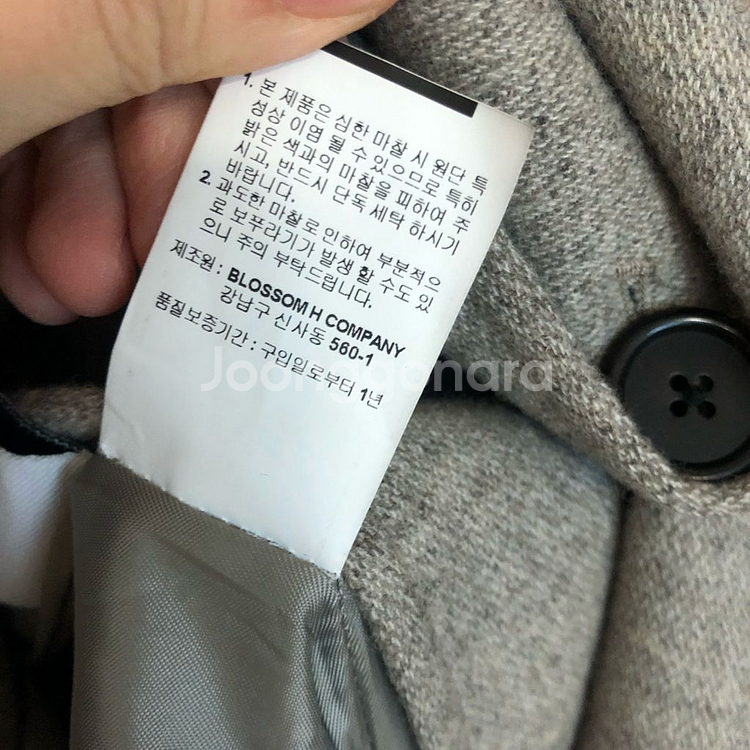 1. 본 제품은 심한 마찰 시 원단 특
성상 이염 될 수 있으므로 특히
밝은 색과의 마찰을 피하여 주
시고, 반드시 단독 세탁 하시기
바랍니다.
2. 과도한 마찰로 인하여 부분적으
로 보푸라기가 발생 할 수도 있
으니 주의 부탁드립니다.
제조원 : BLOSSOM H COMPANY
강남구 신사동 560-1
품질보증기간 : 구입일로부터 1년
Joonggonara